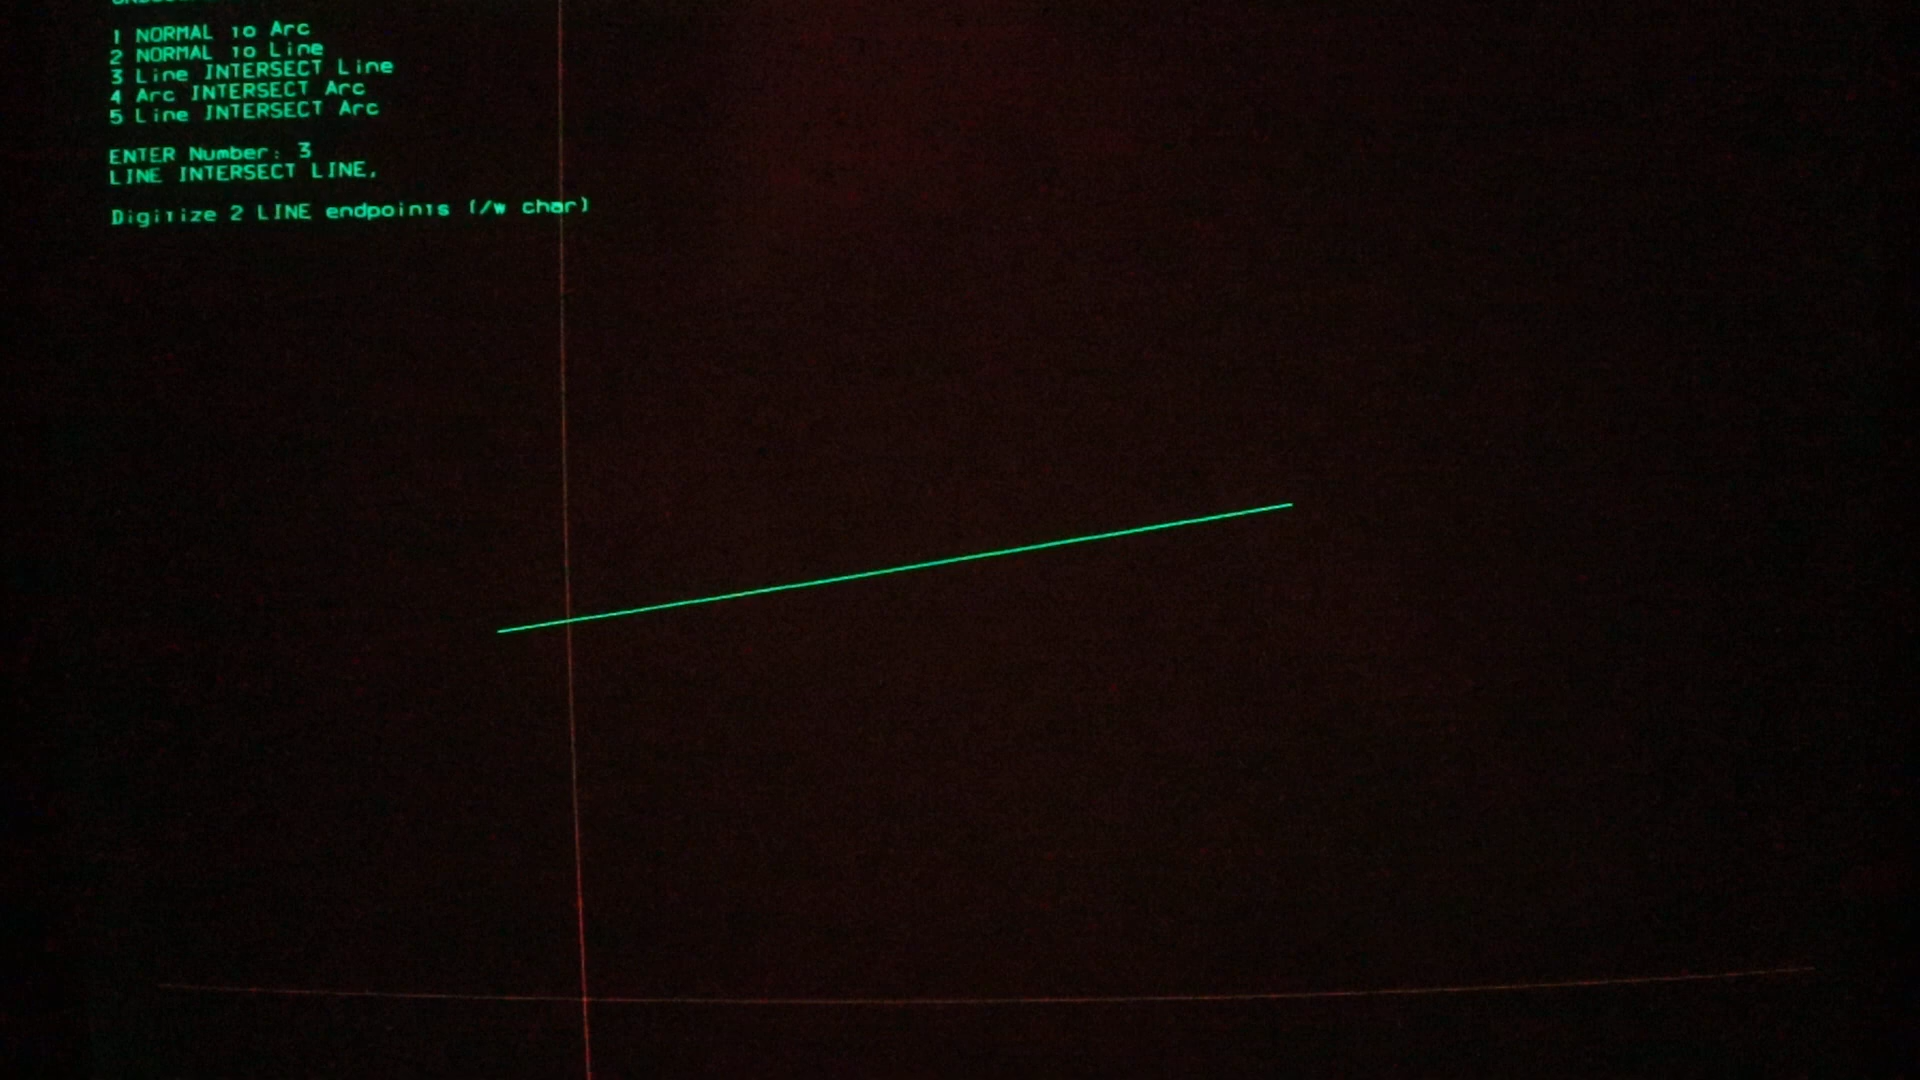 1 NORMAL to Arc
2 NORMAL to Line
3 Line INTERSECT Line
4 Arc INTERSECT Arc
5 Line INTERSECT Arc
ENTER Number: 3
LINE INTERSECT LINE,
Digitize 2 LINE endpoints (/w char)